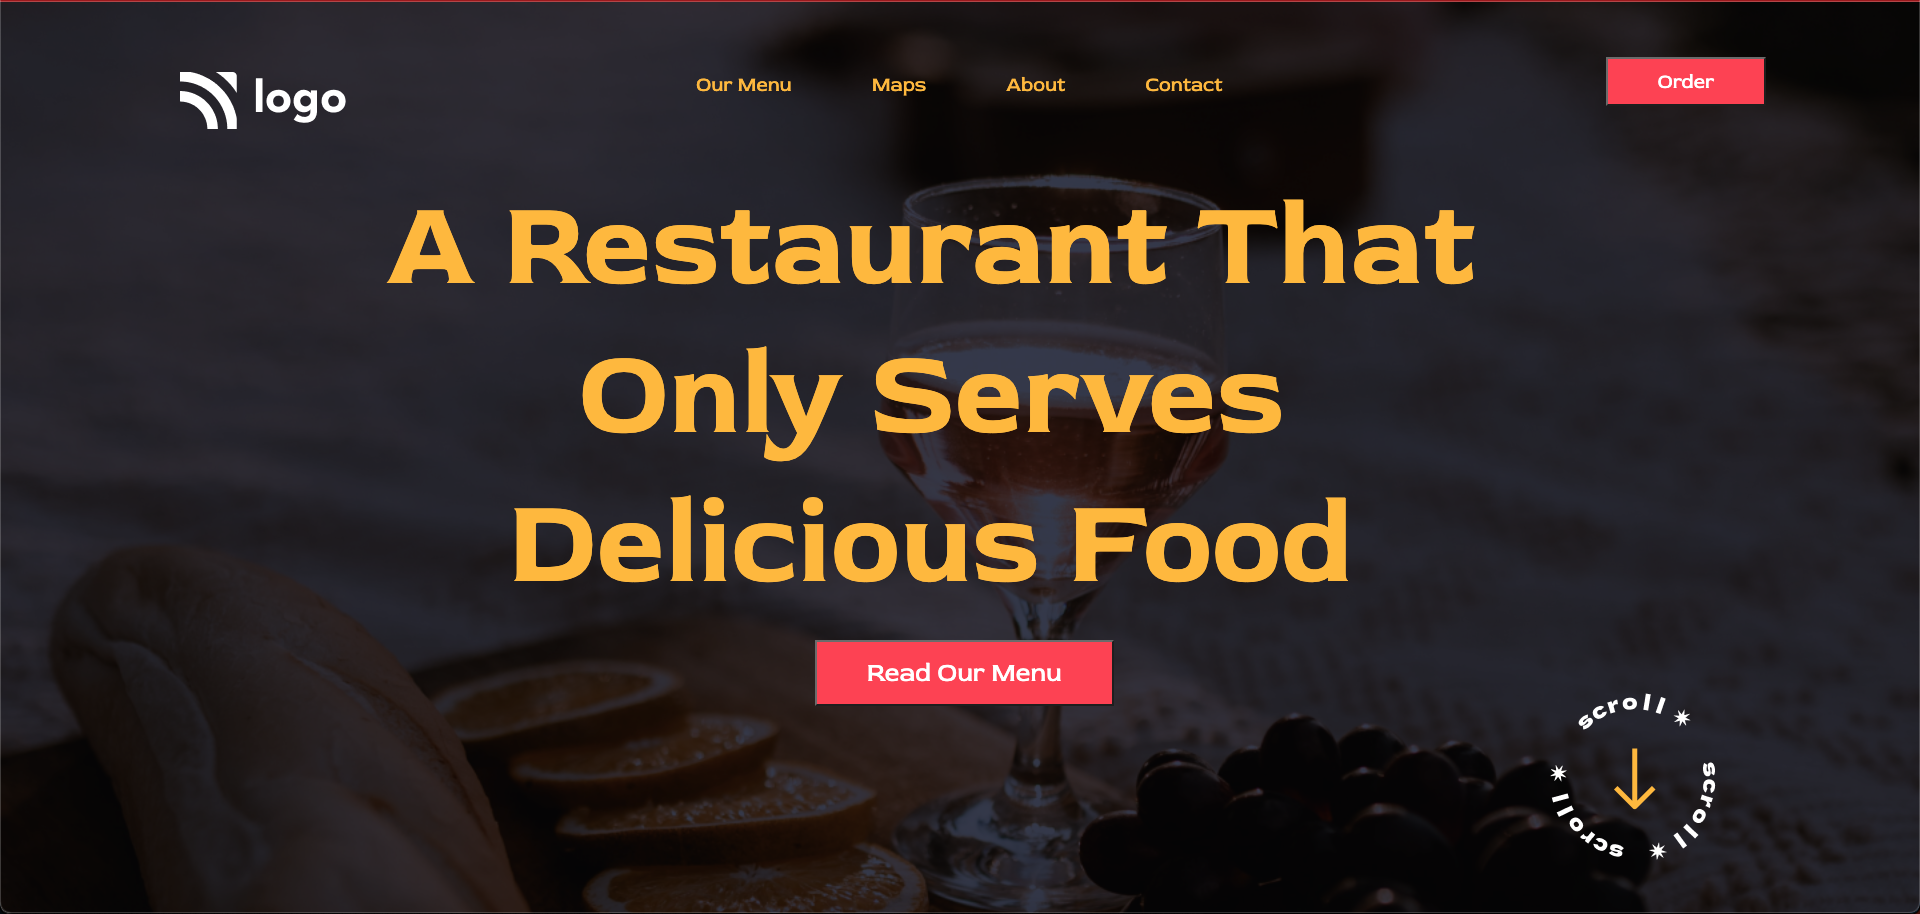 logo
Our Menu
Maps
About
Contact
Order
A Restaurant That
Only Serves
Delicious Food
Read Our Menu
scroll ✷ scroll ✷ scroll ✷